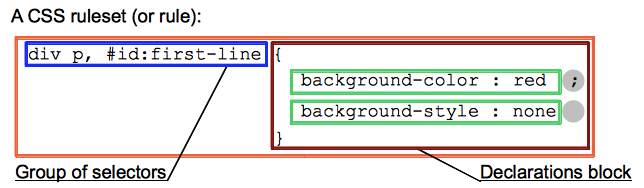 A CSS ruleset (or rule):
div p, #id:first-line {
background-color : red ;
background-style : none
}
Group of selectors
Declarations block